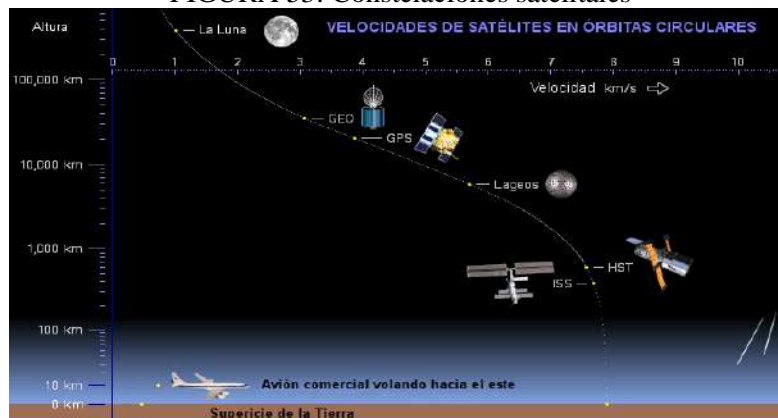 FIGURA 33. Constelaciones satelitales
Altura
La Luna
VELOCIDADES DE SATÉLITES EN ÓRBITAS CIRCULARES
0 1 2 3 4 5 6 7 8 9 10
100,000 km
Velocidad km/s
GEO
GPS
10,000 km
Lageos
1,000 km
HST
ISS
100 km
10 km
Avión comercial volando hacia el este
0 km
Supericie de la Tierra